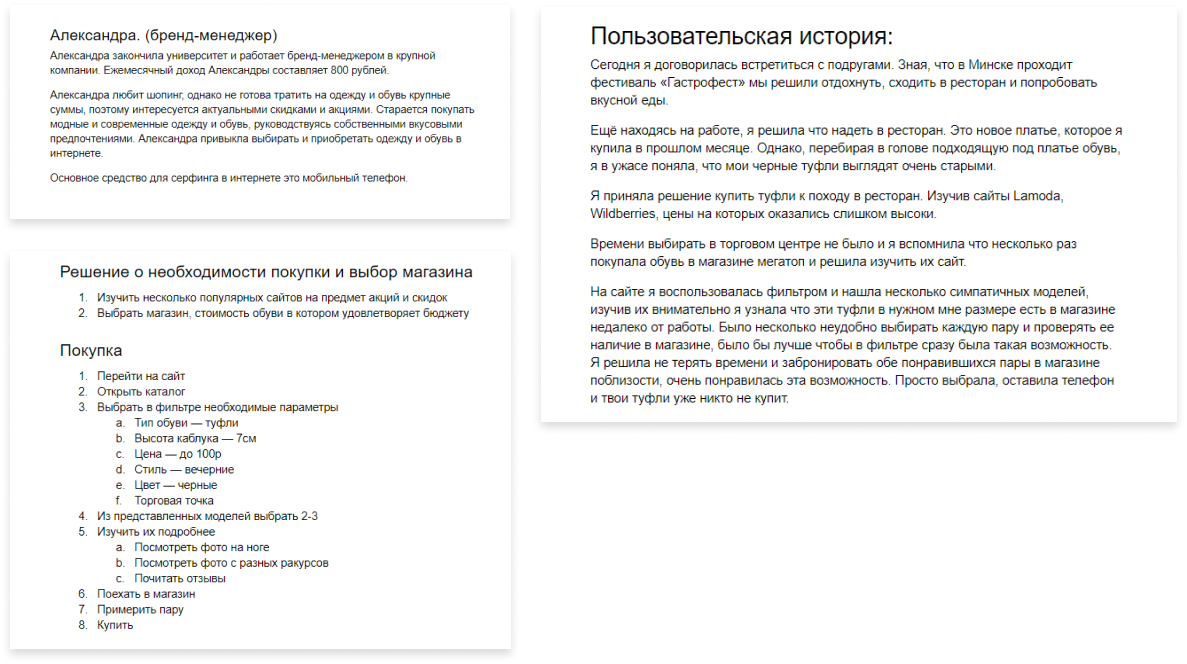 Александра. (бренд-менеджер)
Александра закончила университет и работает бренд-менеджером в крупной
компании. Ежемесячный доход Александры составляет 800 рублей.
Александра любит шопинг, однако не готова тратить на одежду и обувь крупные
суммы, поэтому интересуется актуальными скидками и акциями. Старается покупать
модные и современные одежду и обувь, руководствуясь собственными вкусовыми
предпочтениями. Александра привыкла выбирать и приобретать одежду и обувь в
интернете.
Основное средство для серфинга в интернете это мобильный телефон.
Решение о необходимости покупки и выбор магазина
1. Изучить несколько популярных сайтов на предмет акций и скидок
2. Выбрать магазин, стоимость обуви в котором удовлетворяет бюджету
Покупка
1. Перейти на сайт
2. Открыть каталог
3. Выбрать в фильтре необходимые параметры
a. Тип обуви — туфли
b. Высота каблука — 7см
c. Цена — до 100р
d. Стиль — вечерние
e. Цвет — черные
f. Торговая точка
4. Из представленных моделей выбрать 2-3
5. Изучить их подробнее
a. Посмотреть фото на ноге
b. Посмотреть фото с разных ракурсов
c. Почитать отзывы
6. Поехать в магазин
7. Примерить пару
8. Купить
Пользовательская история:
Сегодня я договорилась встретиться с подругами. Зная, что в Минске проходит
фестиваль «Гастрофест» мы решили отдохнуть, сходить в ресторан и попробовать
вкусной еды.
Ещё находясь на работе, я решила что надеть в ресторан. Это новое платье, которое я
купила в прошлом месяце. Однако, перебирая в голове подходящую под платье обувь,
я в ужасе поняла, что мои черные туфли выглядят очень старыми.
Я приняла решение купить туфли к походу в ресторан. Изучив сайты Lamoda,
Wildberries, цены на которых оказались слишком высоки.
Времени выбирать в торговом центре не было и я вспомнила что несколько раз
покупала обувь в магазине мегатоп и решила изучить их сайт.
На сайте я воспользовалась фильтром и нашла несколько симпатичных моделей,
изучив их внимательно я узнала что эти туфли в нужном мне размере есть в магазине
недалеко от работы. Было несколько неудобно выбирать каждую пару и проверять ее
наличие в магазине, было бы лучше чтобы в фильтре сразу была такая возможность.
Я решила не терять времени и забронировать обе понравившихся пары в магазине
поблизости, очень понравилась эта возможность. Просто выбрала, оставила телефон
и твои туфли уже никто не купит.